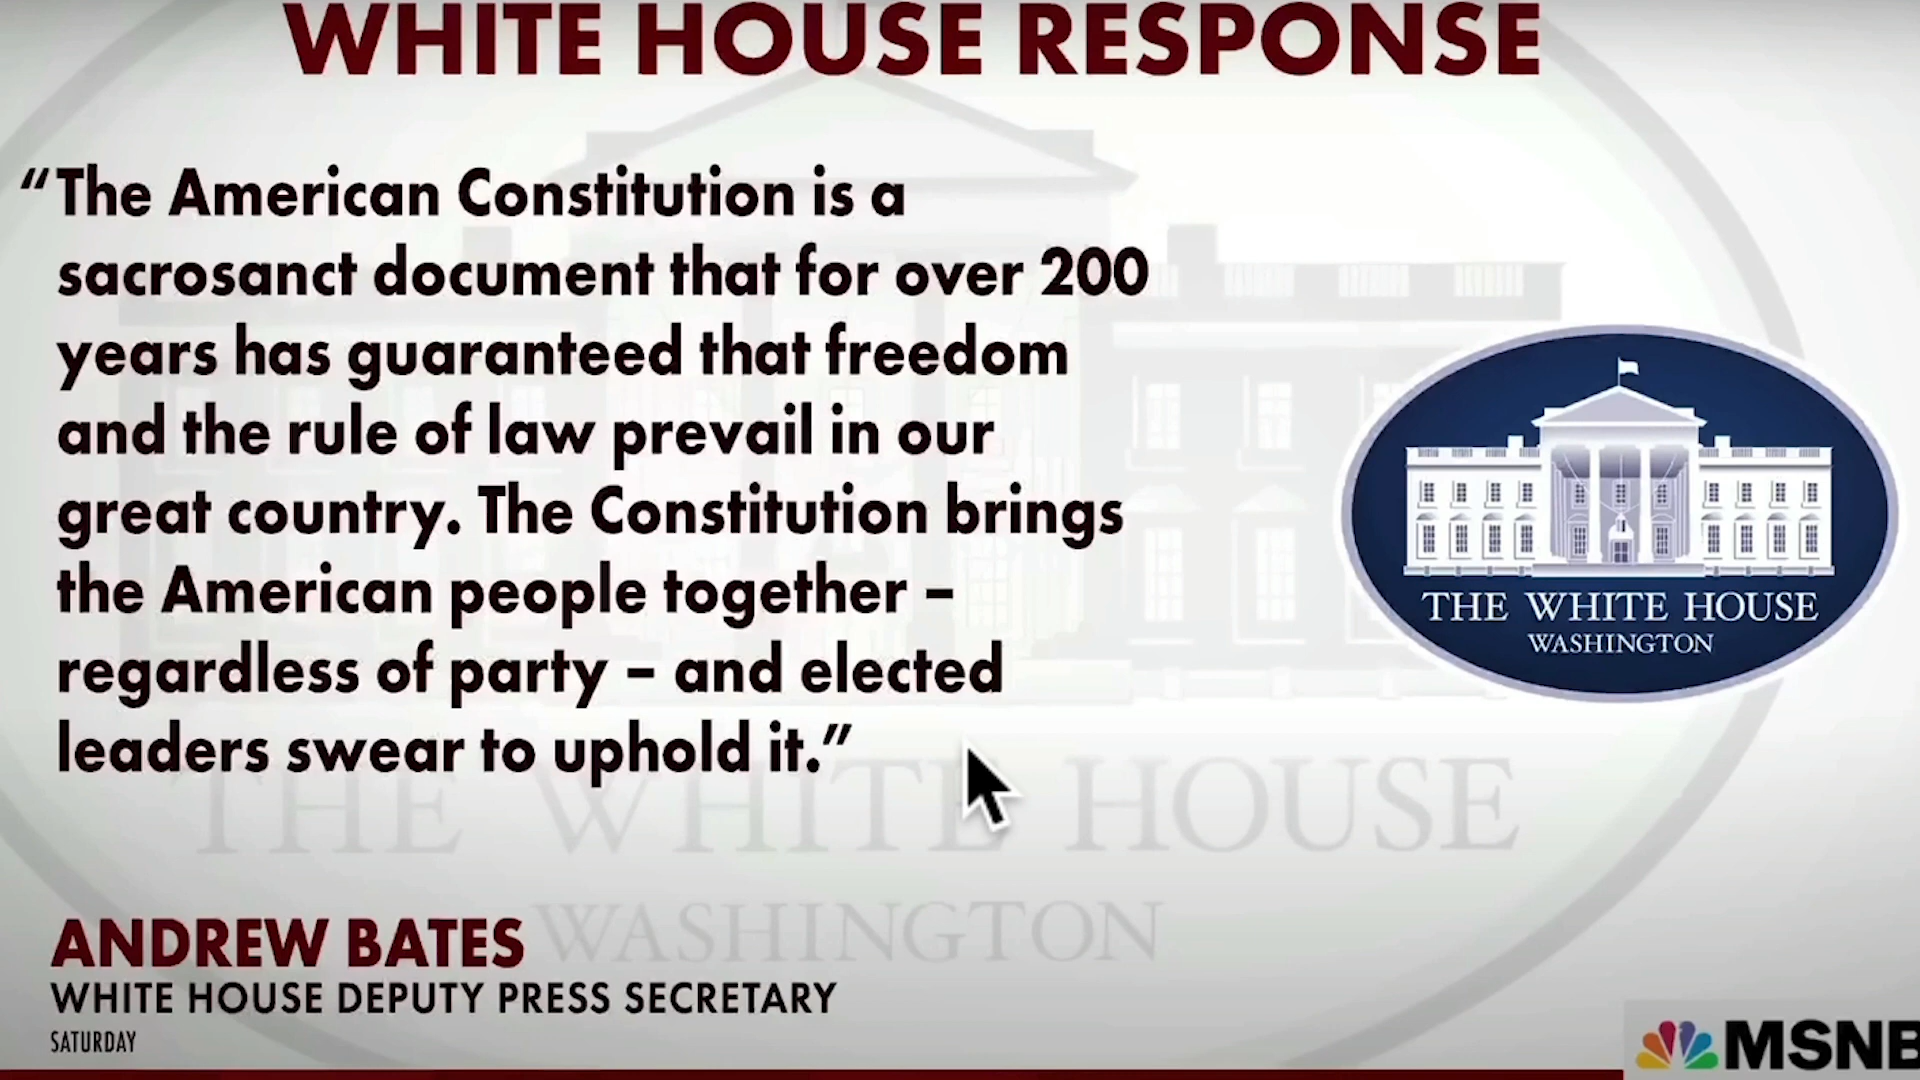 WHITE HOUSE RESPONSE
“The American Constitution is a
sacrosanct document that for over 200
years has guaranteed that freedom
and the rule of law prevail in our
great country. The Constitution brings
the American people together –
regardless of party – and elected
leaders swear to uphold it.”
THE WHITE HOUSE
WASHINGTON
THE WHITE HOUSE
WASHINGTON
ANDREW BATES
WHITE HOUSE DEPUTY PRESS SECRETARY
SATURDAY
MSNB